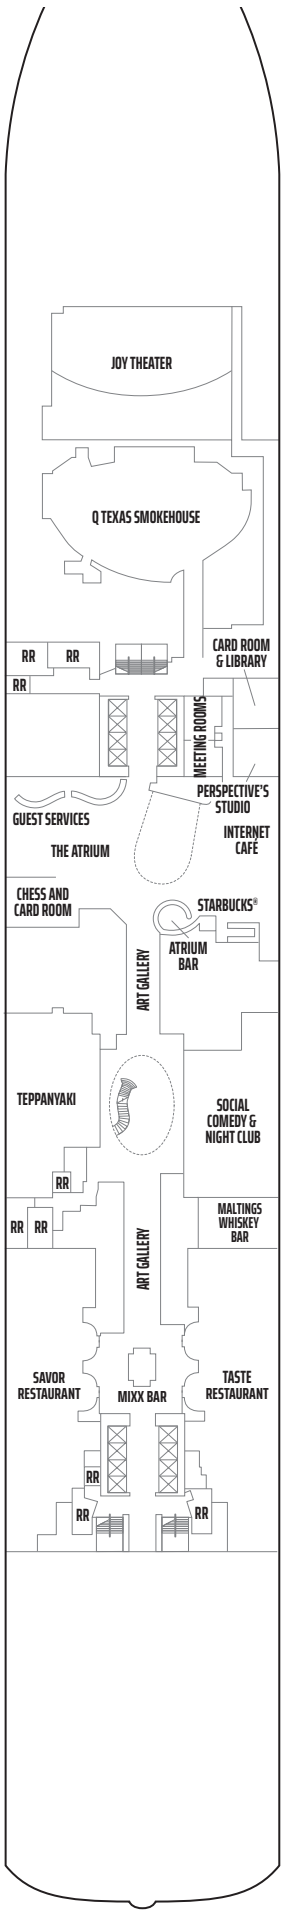 JOY THEATER
Q TEXAS SMOKEHOUSE
CARD ROOM
& LIBRARY
RR
RR
RR
MEETING ROOMS
PERSPECTIVE'S
STUDIO
GUEST SERVICES
INTERNET
CAFÉ
THE ATRIUM
CHESS AND
CARD ROOM
STARBUCKS®
ATRIUM
BAR
ART GALLERY
TEPPANYAKI
SOCIAL
COMEDY &
NIGHT CLUB
RR
RR
RR
MALTINGS
WHISKEY
BAR
ART GALLERY
SAVOR
RESTAURANT
TASTE
RESTAURANT
MIXX BAR
RR
RR
RR